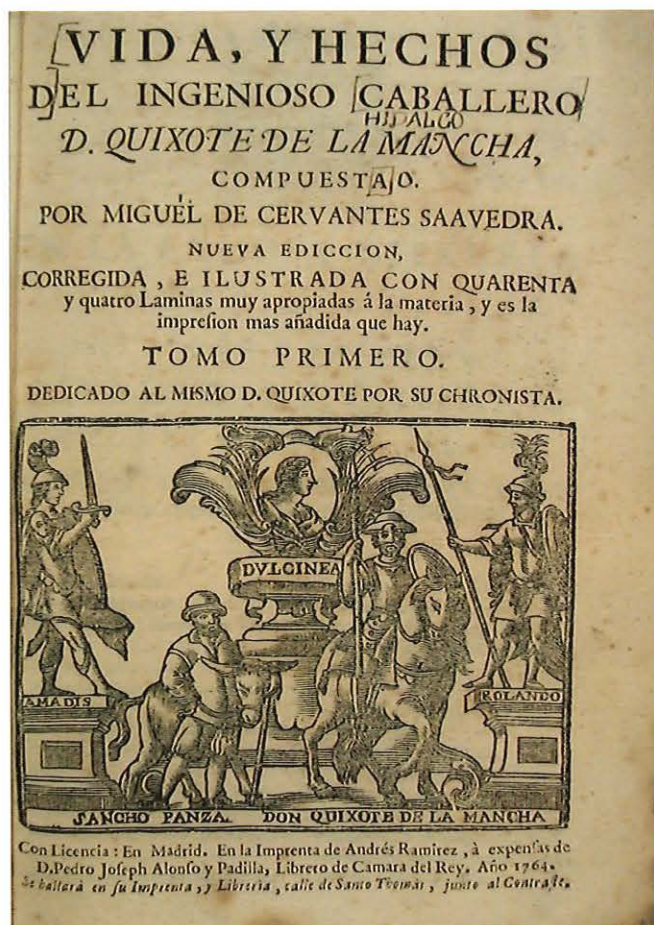 VIDA, Y HECHOS
DEL INGENIOSO CABALLERO
HIDALGO
D. QUIXOTE DE LA MANCHA,
COMPUESTAJO.
POR MIGUÉL DE CERVANTES SAAVEDRA.
NUEVA EDICCION,
CORREGIDA, E ILUSTRADA CON QUARENTA
y quatro Laminas muy apropiadas á la materia, y es la
impreſion mas añadida que hay.
TOMO PRIMERO.
DEDICADO AL MISMO D. QUIXOTE POR SU CHRONISTA.
DVLCINEA
AMADIS
ROLANDO
SANCHO PANZA. DON QUIXOTE DE LA MANCHA
Con Licencia: En Madrid. En la Imprenta de Andrés Ramirez, à expenſas de
D. Pedro Joſeph Alonſo y Padilla, Librero de Camara del Rey. Año 1764.
Se hallará en ſu Imprenta, y Libreria, calle de Santo Thomás, junto al Contraſte.